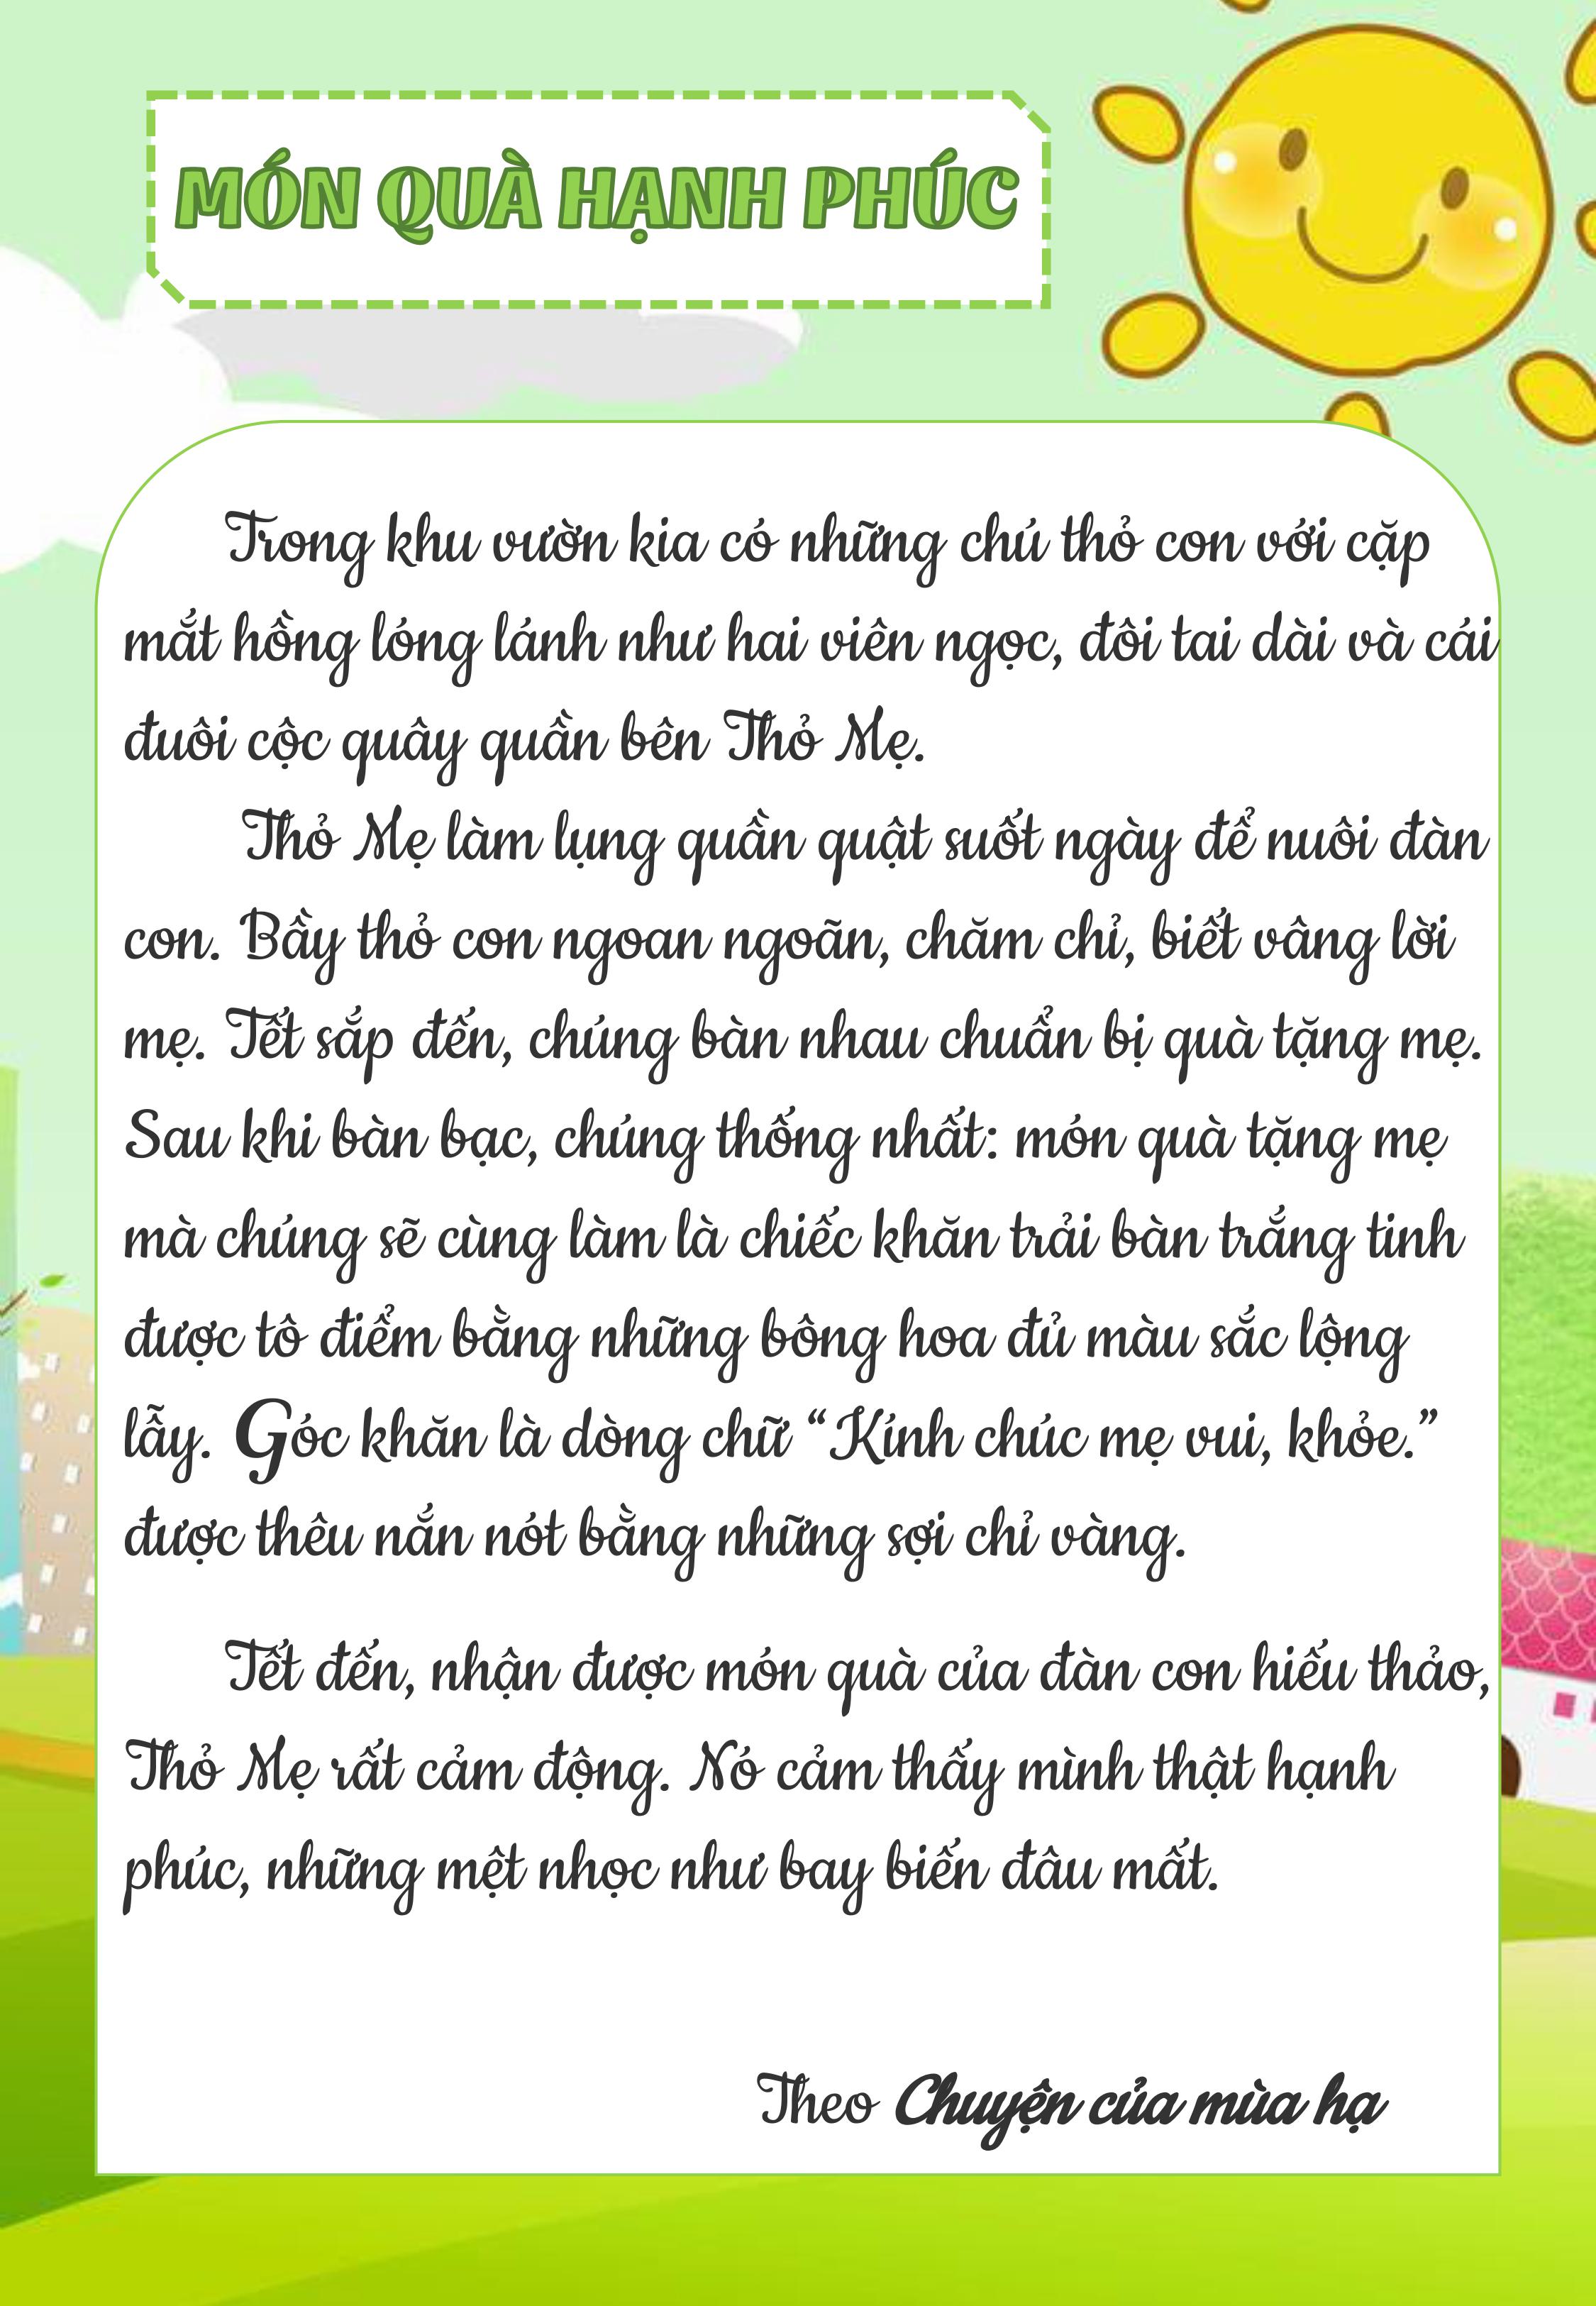 MÓN QUÀ HẠNH PHÚC
Trong khu vườn kia có những chú thỏ con với cặp
mắt hồng lóng lánh như hai viên ngọc, đôi tai dài và cái
đuôi cộc quây quần bên Thỏ Mẹ.
Thỏ Mẹ làm lụng quần quật suốt ngày để nuôi đàn
con. Bầy thỏ con ngoan ngoãn, chăm chỉ, biết vâng lời
mẹ. Tết sắp đến, chúng bàn nhau chuẩn bị quà tặng mẹ.
Sau khi bàn bạc, chúng thống nhất: món quà tặng mẹ
mà chúng sẽ cùng làm là chiếc khăn trải bàn trắng tinh
được tô điểm bằng những bông hoa đủ màu sắc lộng
lẫy. Góc khăn là dòng chữ “Kính chúc mẹ vui, khỏe.”
được thêu nắn nót bằng những sợi chỉ vàng.
Tết đến, nhận được món quà của đàn con hiếu thảo,
Thỏ Mẹ rất cảm động. Nó cảm thấy mình thật hạnh
phúc, những mệt nhọc như bay biến đâu mất.
Theo Chuyện của mùa hạ